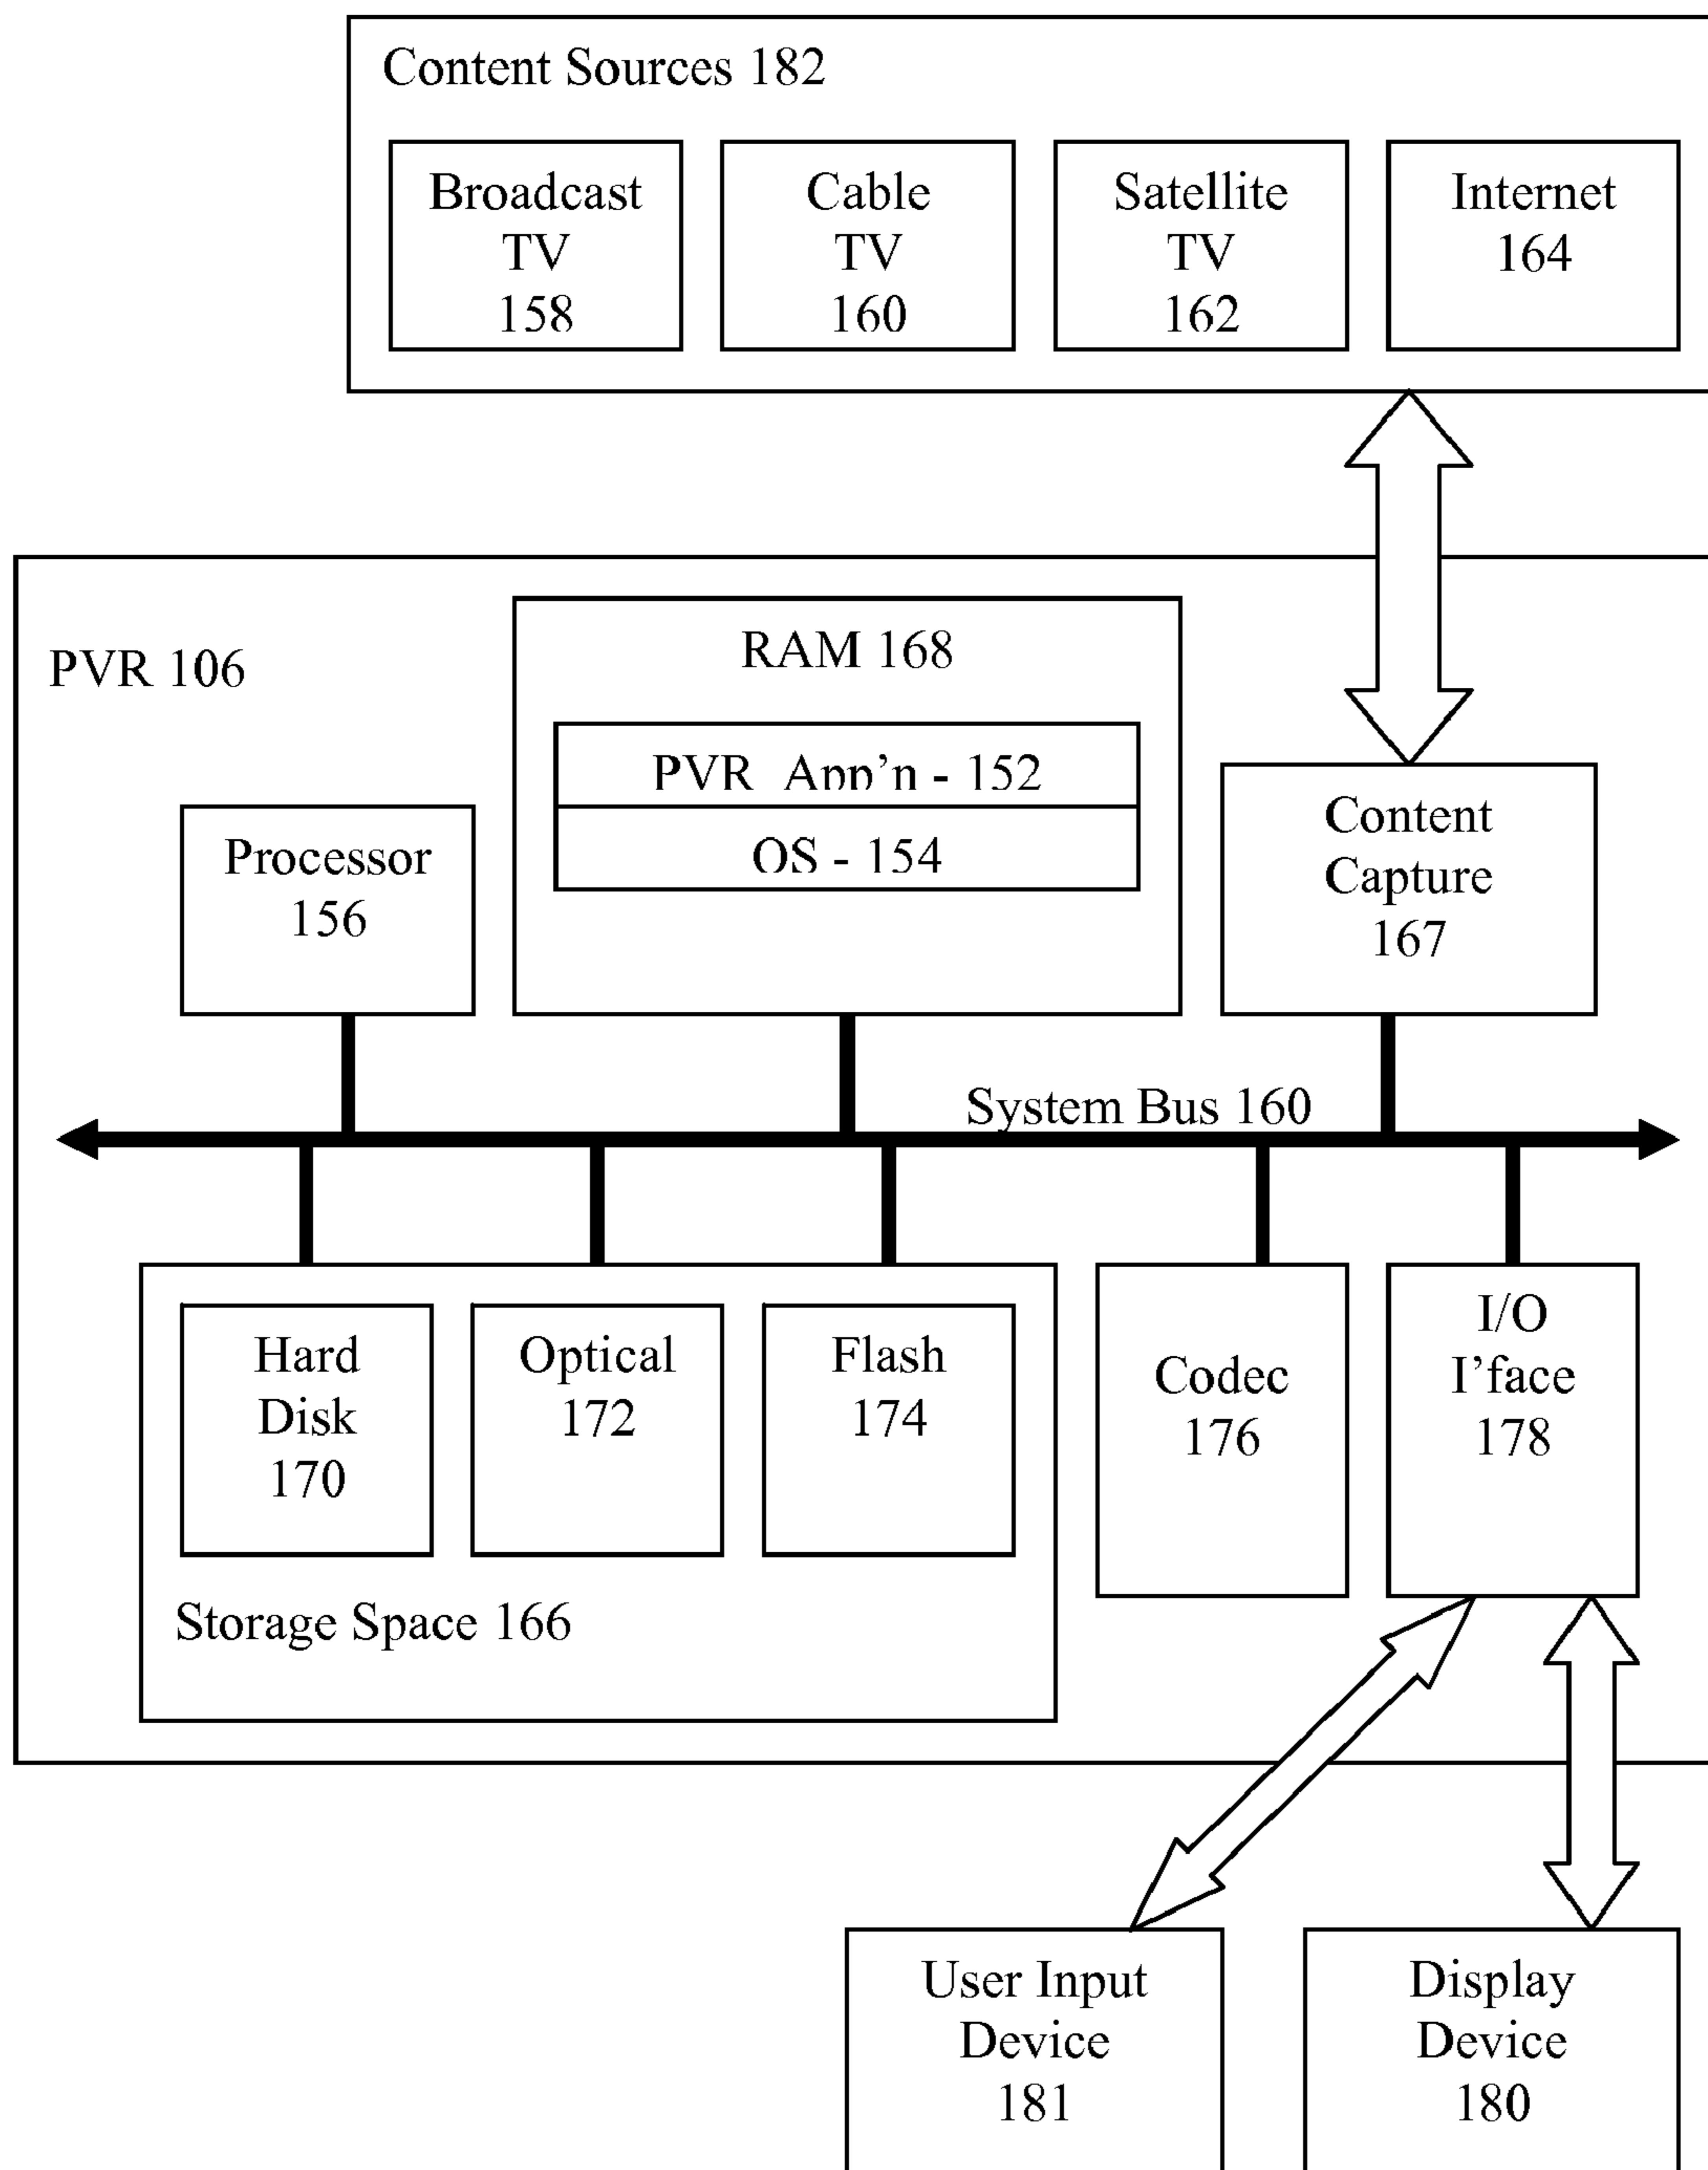 Content Sources 182
Broadcast
TV
158
Cable
TV
160
Satellite
TV
162
Internet
164
PVR 106
RAM 168
PVR App'n - 152
OS - 154
Processor
156
Content
Capture
167
System Bus 160
Hard
Disk
170
Optical
172
Flash
174
Storage Space 166
Codec
176
I/O
I'face
178
User Input
Device
181
Display
Device
180